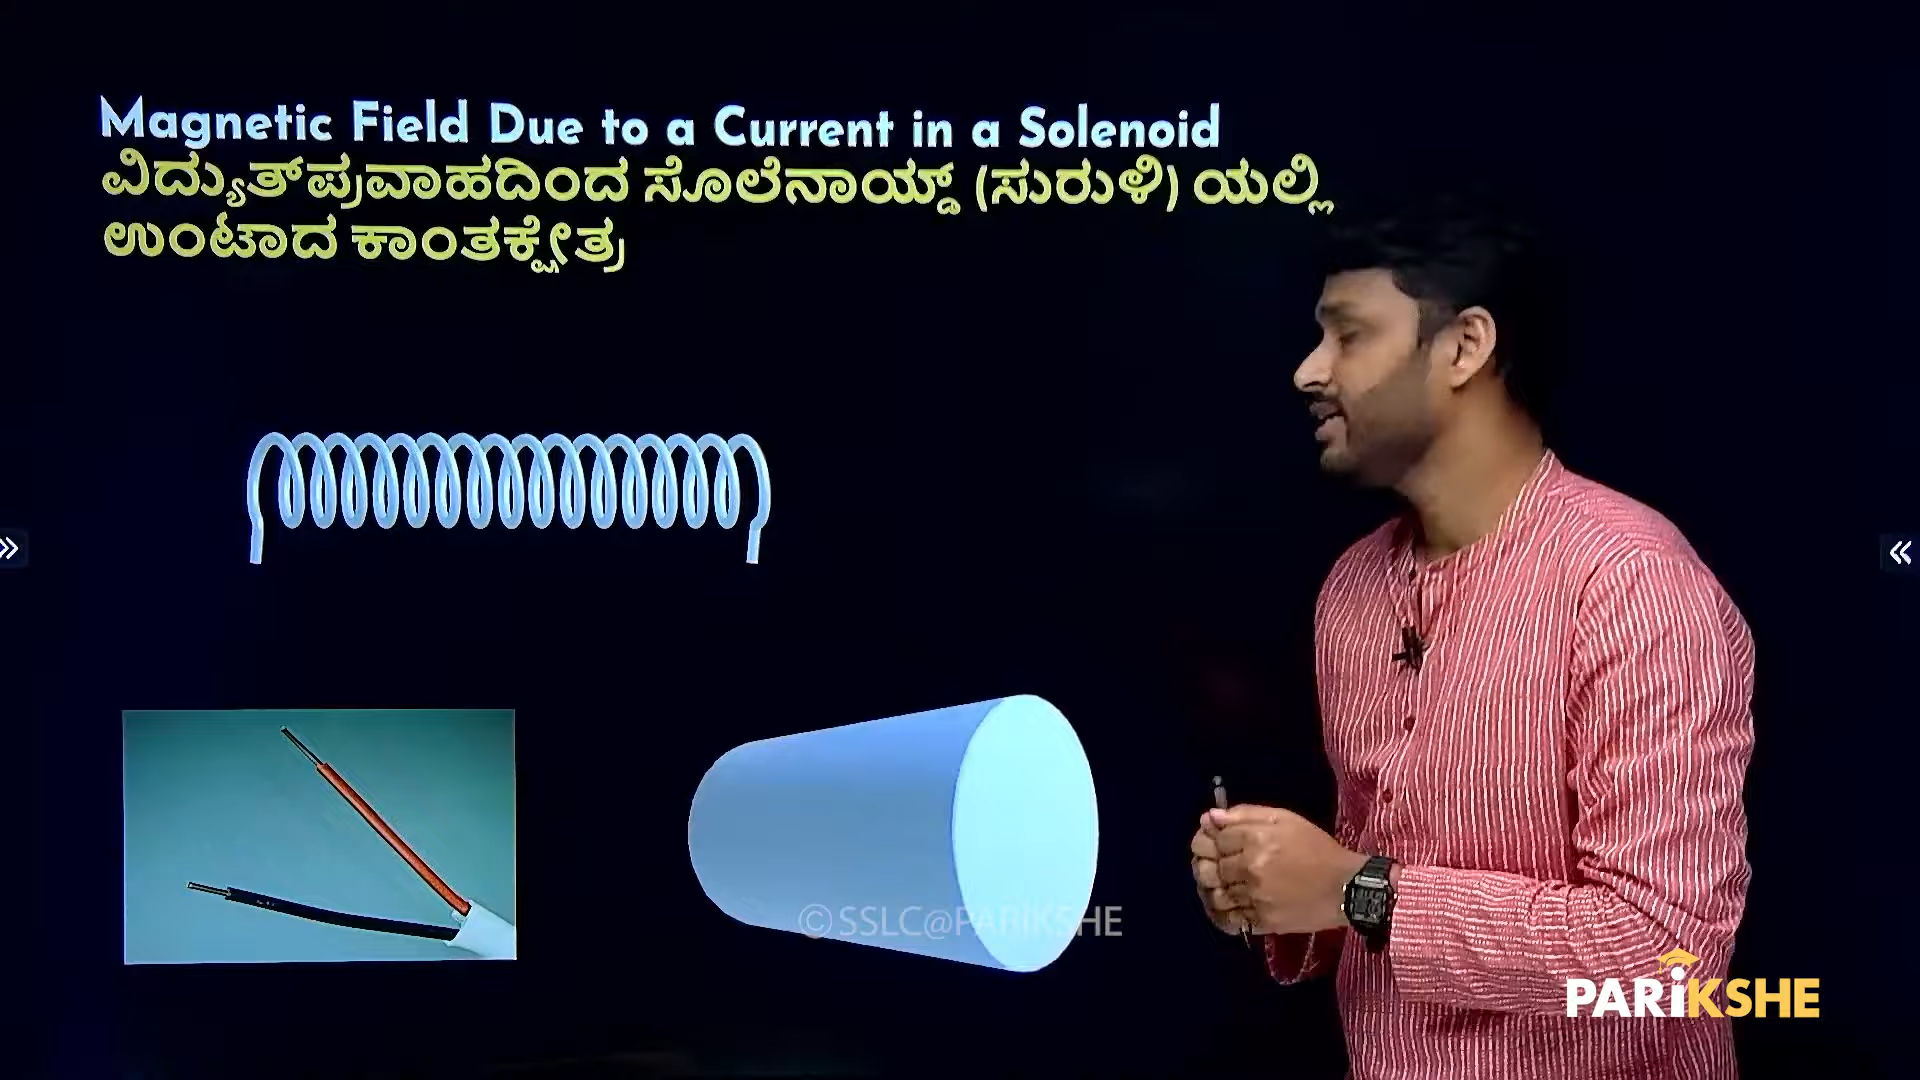 Magnetic Field Due to a Current in a Solenoid
ವಿದ್ಯುತ್‌ಪ್ರವಾಹದಿಂದ ಸೊಲೆನಾಯ್ಡ್ (ಸುರುಳಿ) ಯಲ್ಲಿ
ಉಂಟಾದ ಕಾಂತಕ್ಷೇತ್ರ
©SSLC@PARIKSHE
PARIKSHE